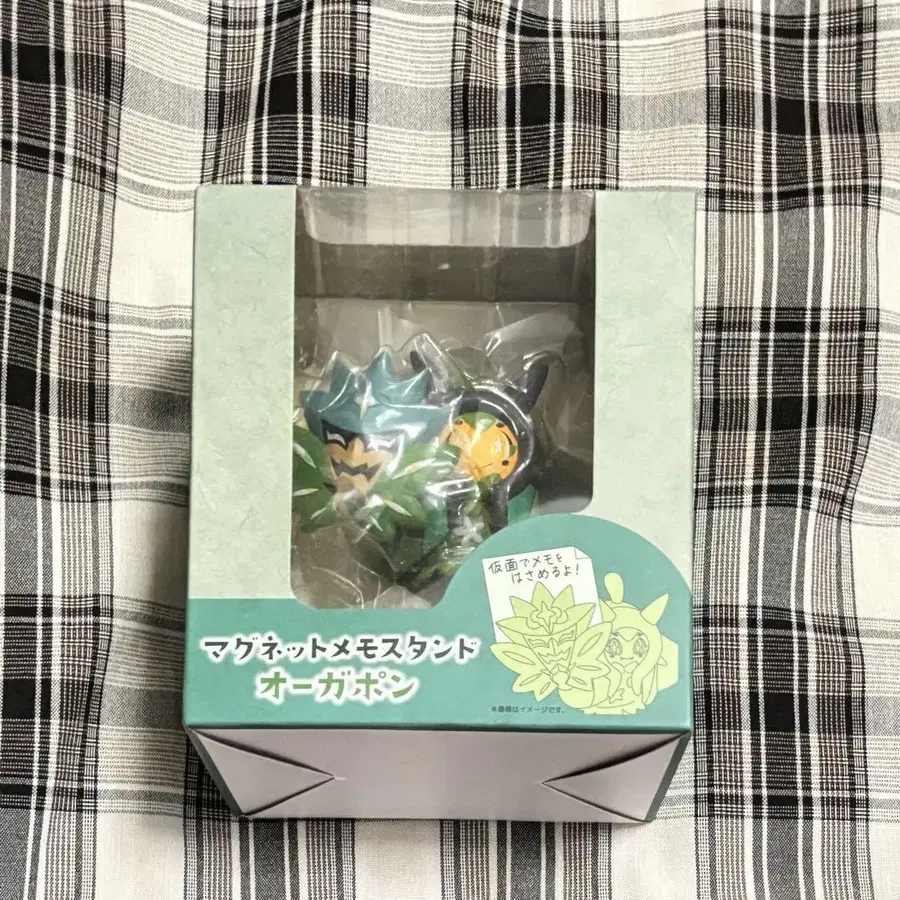 仮面でメモを
はさめるよ!
マグネットメモスタンド
オーガポン
※画像はイメージです。